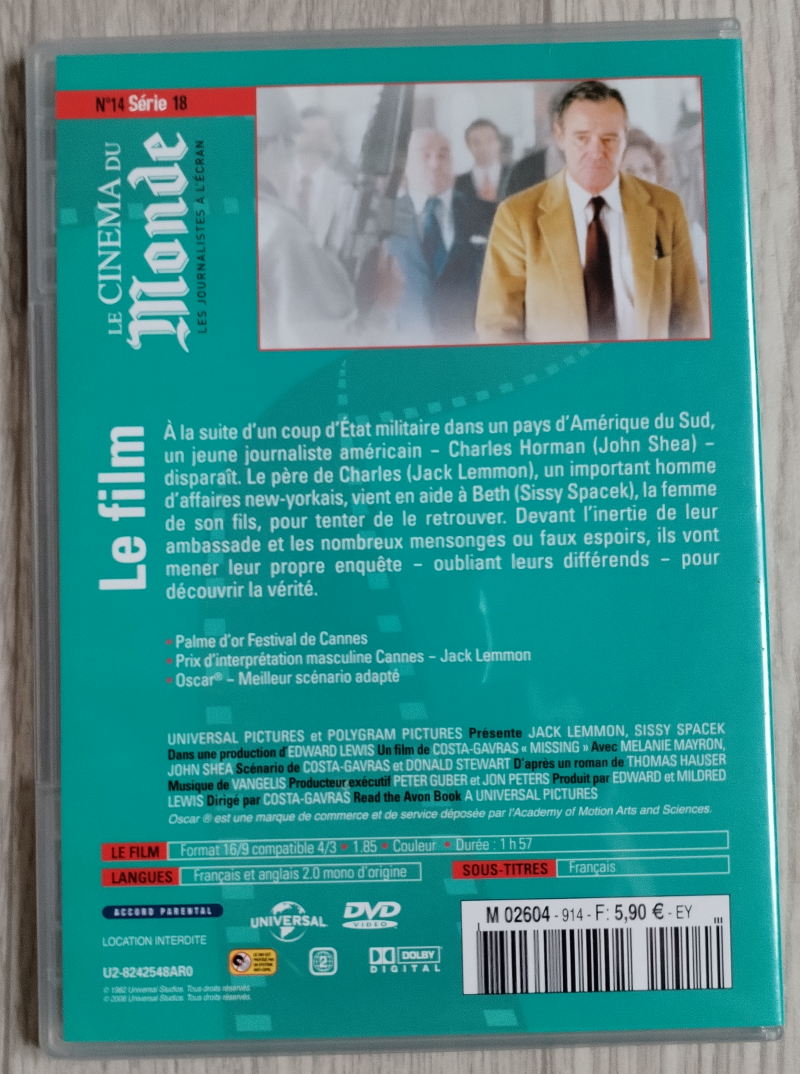 N°14 Série 18
LE CINEMA DU
Monde
LES JOURNALISTES A L'ÉCRAN
Le film
À la suite d'un coup d'État militaire dans un pays d'Amérique du Sud,
un jeune journaliste américain – Charles Horman (John Shea) –
disparaît. Le père de Charles (Jack Lemmon), un important homme
d'affaires new-yorkais, vient en aide à Beth (Sissy Spacek), la femme
de son fils, pour tenter de le retrouver. Devant l'inertie de leur
ambassade et les nombreux mensonges ou faux espoirs, ils vont
mener leur propre enquête – oubliant leurs différends – pour
découvrir la vérité.
• Palme d'or Festival de Cannes
• Prix d'interprétation masculine Cannes – Jack Lemmon
• Oscar® – Meilleur scénario adapté
UNIVERSAL PICTURES et POLYGRAM PICTURES Présente JACK LEMMON, SISSY SPACEK
Dans une production d'EDWARD LEWIS Un film de COSTA-GAVRAS « MISSING » Avec MELANIE MAYRON,
JOHN SHEA Scénario de COSTA-GAVRAS et DONALD STEWART D'après un roman de THOMAS HAUSER
Musique de VANGELIS Producteur exécutif PETER GUBER et JON PETERS Produit par EDWARD et MILDRED
LEWIS Dirigé par COSTA-GAVRAS Read the Avon Book A UNIVERSAL PICTURES
Oscar ® est une marque de commerce et de service déposée par l'Academy of Motion Arts and Sciences.
LE FILM Format 16/9 compatible 4/3 • 1.85 • Couleur • Durée : 1 h 57
LANGUES Français et anglais 2.0 mono d'origine
SOUS-TITRES Français
ACCORD PARENTAL
LOCATION INTERDITE
U2-8242548AR0
© 1982 Universal Studios. Tous droits réservés.
© 2006 Universal Studios. Tous droits réservés.
UNIVERSAL
DVD
VIDEO
2
DOLBY
DIGITAL
M 02604 - 914 - F: 5,90 € - EY